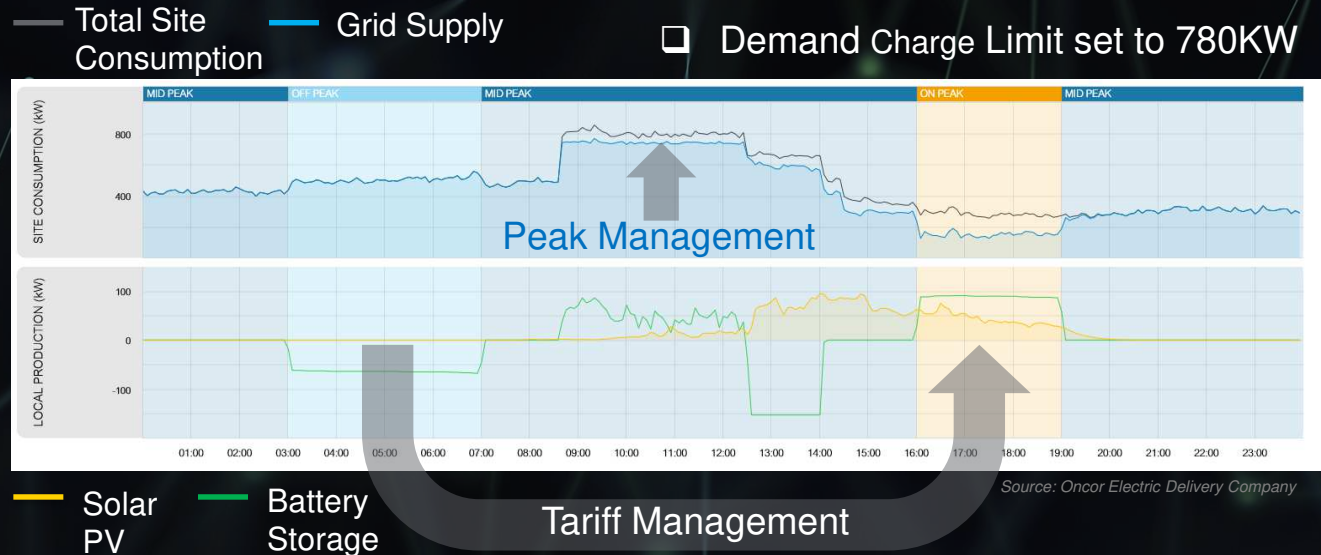 Total Site
Consumption
Grid Supply
❑ Demand Charge Limit set to 780KW
MID PEAK
OFF PEAK
MID PEAK
ON PEAK
MID PEAK
SITE CONSUMPTION (kW)
800
400
Peak Management
LOCAL PRODUCTION (kW)
100
0
-100
01:00 02:00 03:00 04:00 05:00 06:00 07:00 08:00 09:00 10:00 11:00 12:00 13:00 14:00 15:00 16:00 17:00 18:00 19:00 20:00 21:00 22:00 23:00
Source: Oncor Electric Delivery Company
Solar
PV
Battery
Storage
Tariff Management